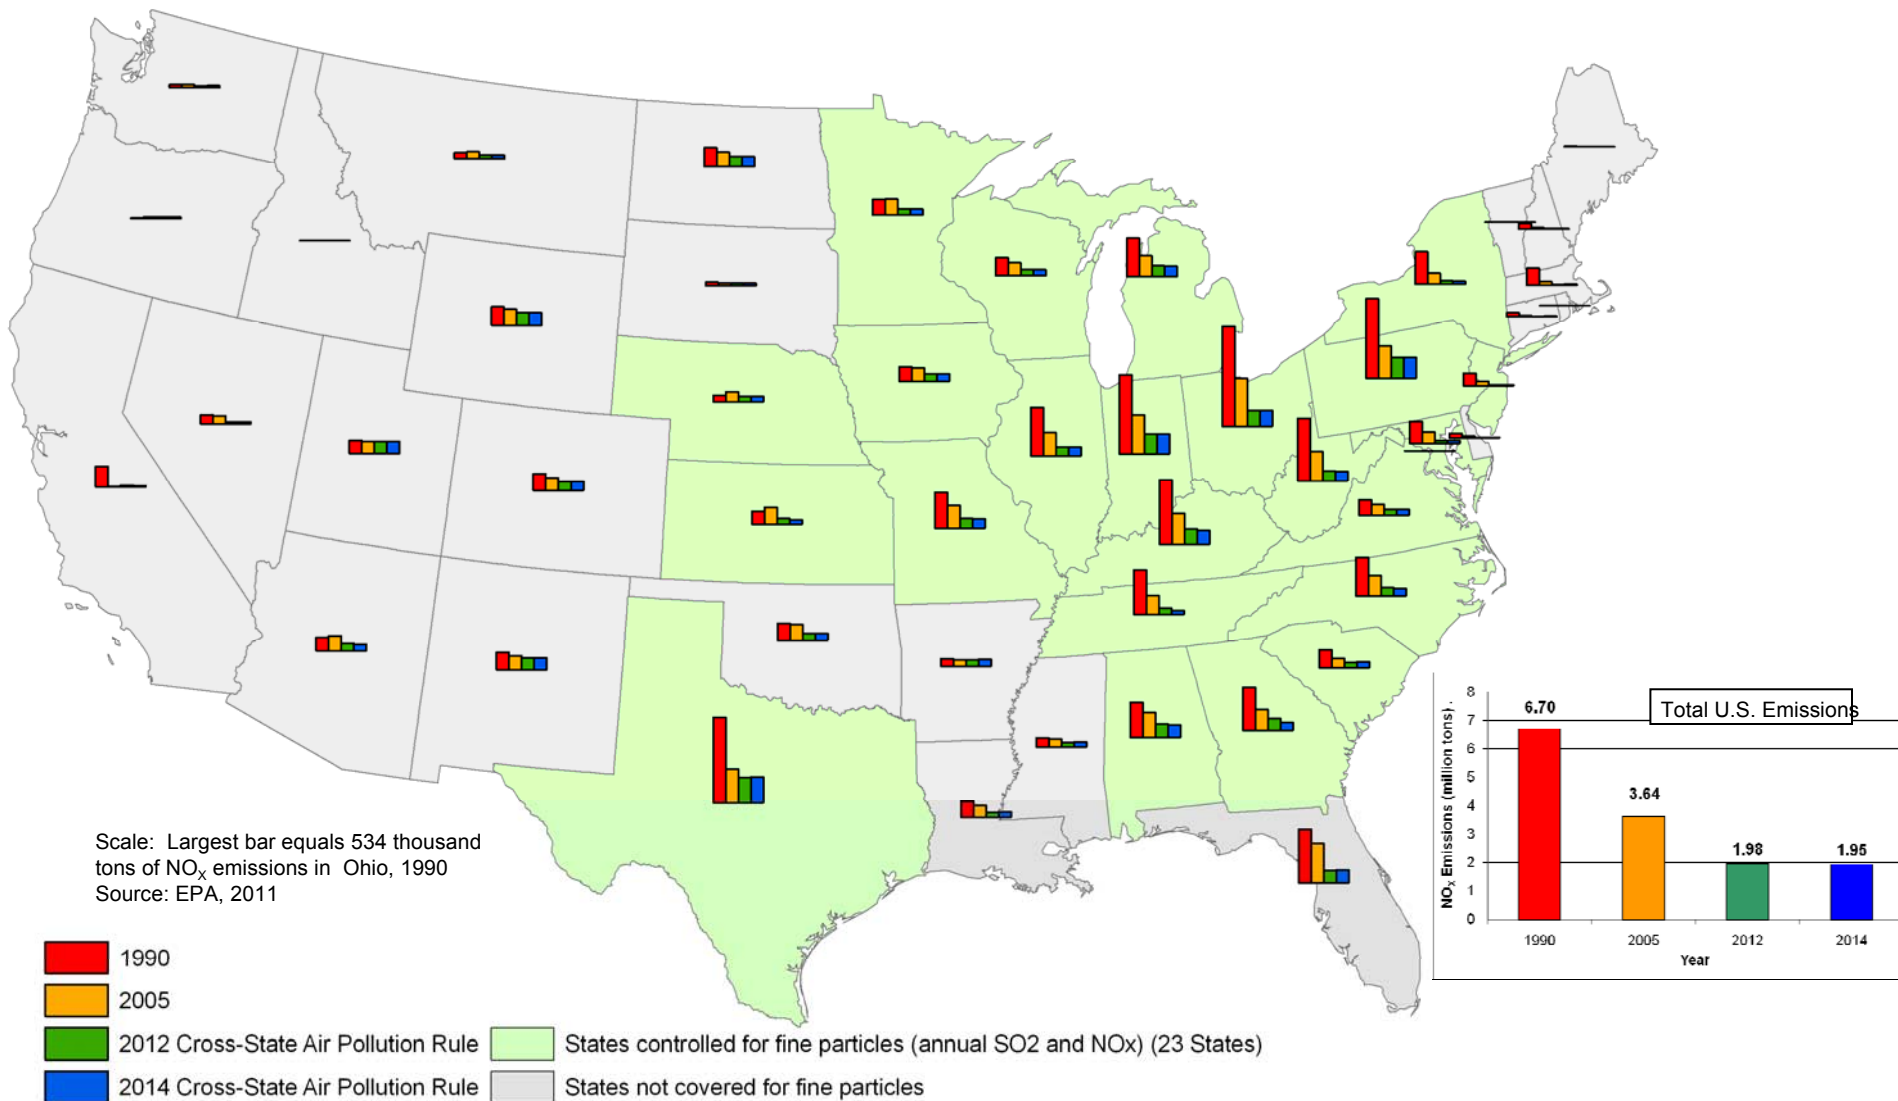 Scale: Largest bar equals 534 thousand
tons of NOX emissions in Ohio, 1990
Source: EPA, 2011
1990
2005
2012 Cross-State Air Pollution Rule
2014 Cross-State Air Pollution Rule
States controlled for fine particles (annual SO2 and NOx) (23 States)
States not covered for fine particles
Total U.S. Emissions
NOX Emissions (million tons).
8
7
6
5
4
3
2
1
0
6.70
3.64
1.98
1.95
1990
2005
2012
2014
Year